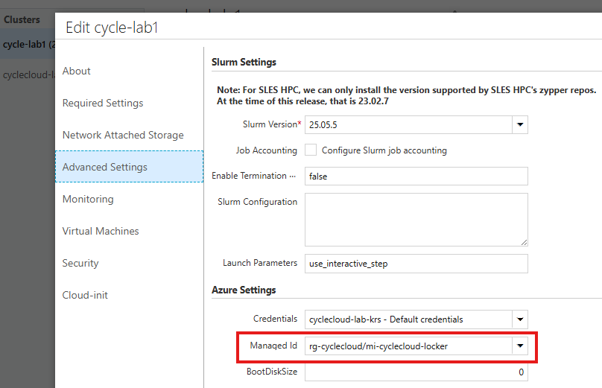 Clusters
cycle-lab1 (2
cyclecloud-la
Edit cycle-lab1
About
Required Settings
Network Attached Storage
Advanced Settings
Monitoring
Virtual Machines
Security
Cloud-init
Slurm Settings
Note: For SLES HPC, we can only install the version supported by SLES HPC's zypper repos.
At the time of this release, that is 23.02.7
Slurm Version* 25.05.5
Job Accounting Configure Slurm job accounting
Enable Termination ... false
Slurm Configuration
Launch Parameters use_interactive_step
Azure Settings
Credentials cyclecloud-lab-krs - Default credentials
Managed Id rg-cyclecloud/mi-cyclecloud-locker
BootDiskSize 0